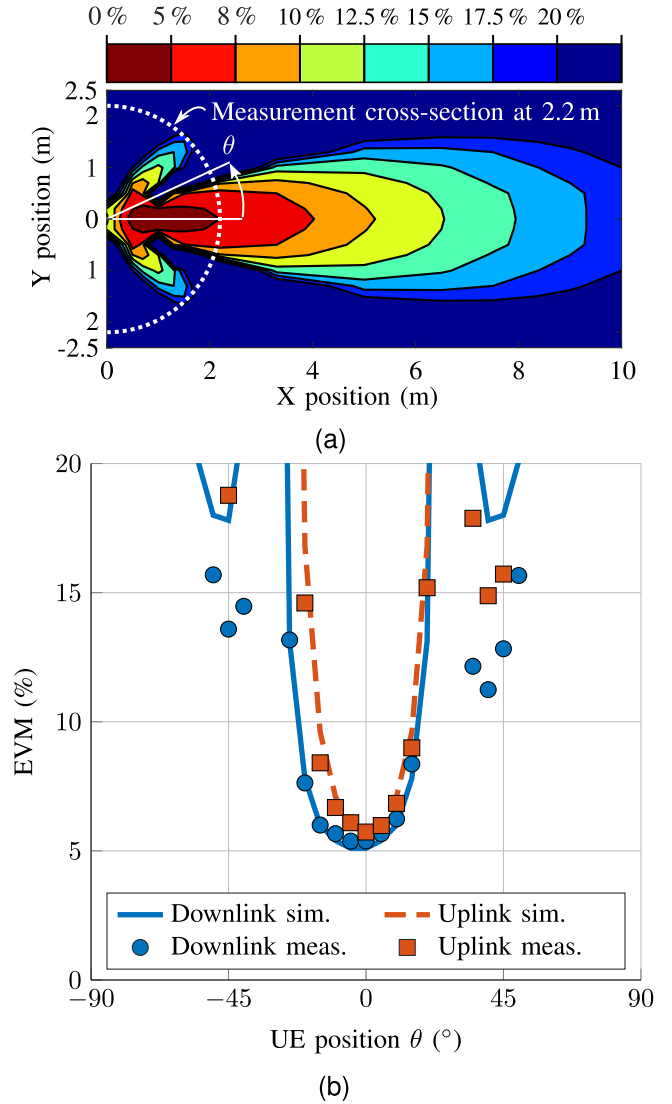 0 % 5 % 8 % 10 % 12.5 % 15 % 17.5 % 20 %
2.5
2
1
0
1
2
-2.5
Y position (m)
Measurement cross-section at 2.2 m
θ
0 2 4 6 8 10
X position (m)
(a)
20
15
10
5
0
EVM (%)
Downlink sim. Uplink sim.
Downlink meas. Uplink meas.
−90 −45 0 45 90
UE position θ (°)
(b)